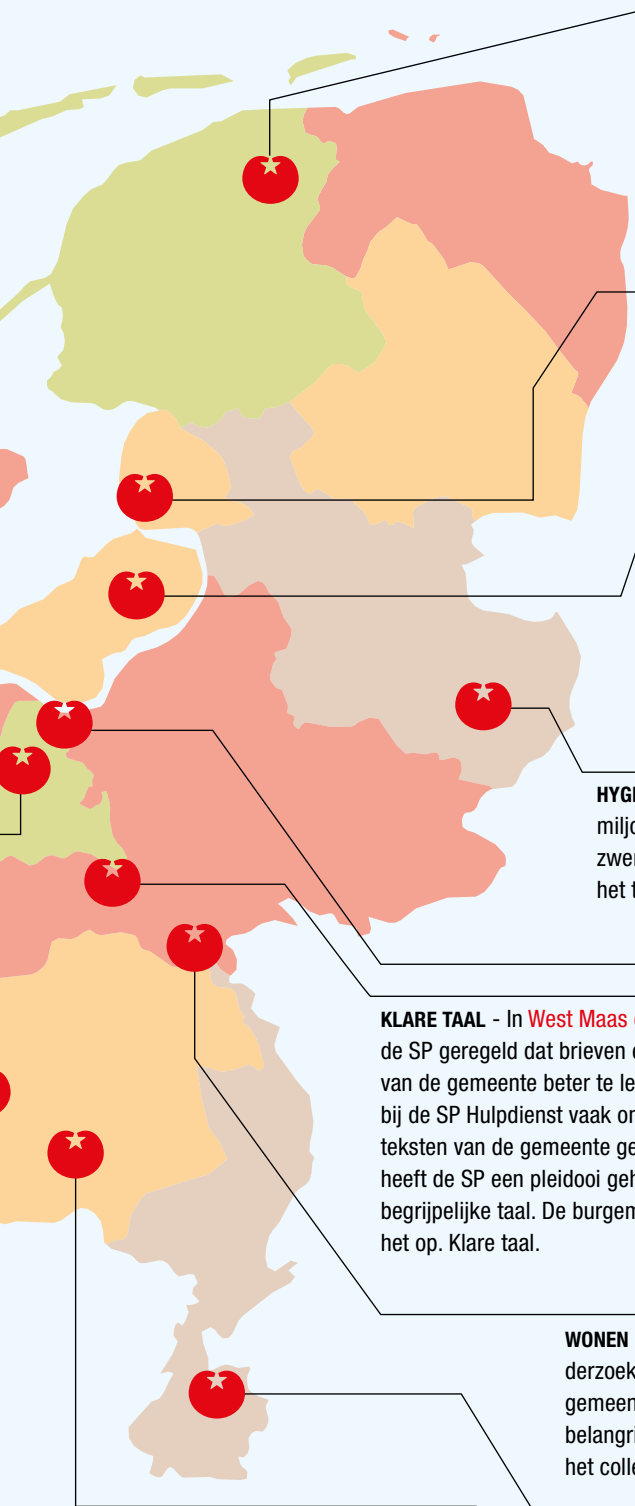 HYGI
miljo
zwer
het t
KLARE TAAL - In West Maas
de SP geregeld dat brieven
van de gemeente beter te le
bij de SP Hulpdienst vaak
teksten van de gemeente ge
heeft de SP een pleidooi geh
begrijpelijke taal. De burgem
het op. Klare taal.
WONEN
derzoek
gemeen
belangri
het colle